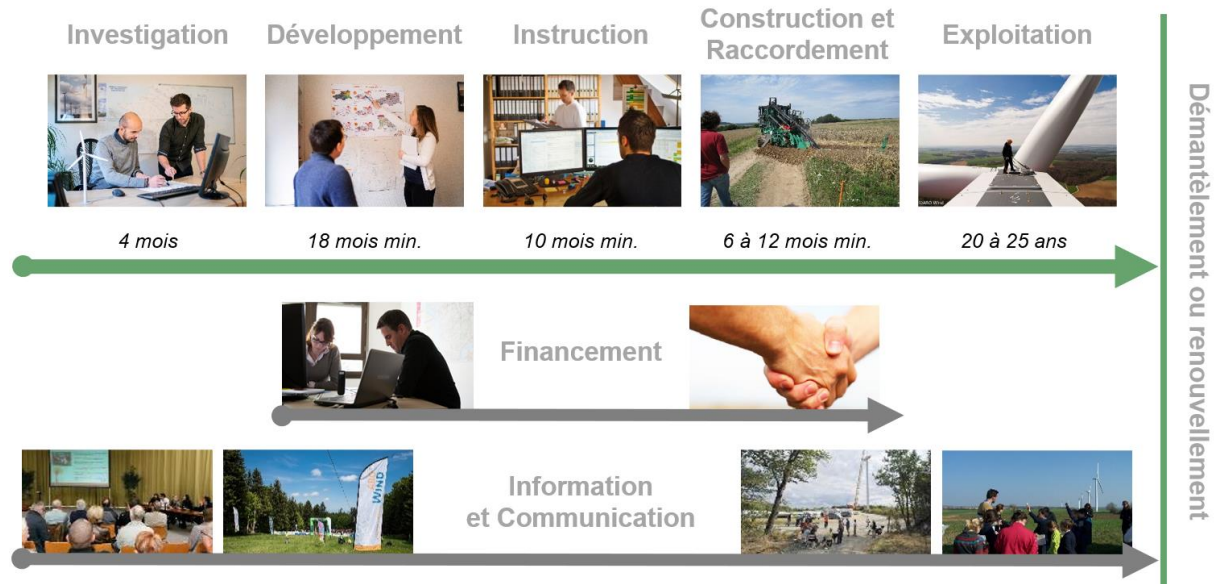 Investigation
Développement
Instruction
Construction et
Raccordement
Exploitation
4 mois
18 mois min.
10 mois min.
6 à 12 mois min.
20 à 25 ans
Financement
Information
et Communication
Démantèlement ou renouvellement
WIND